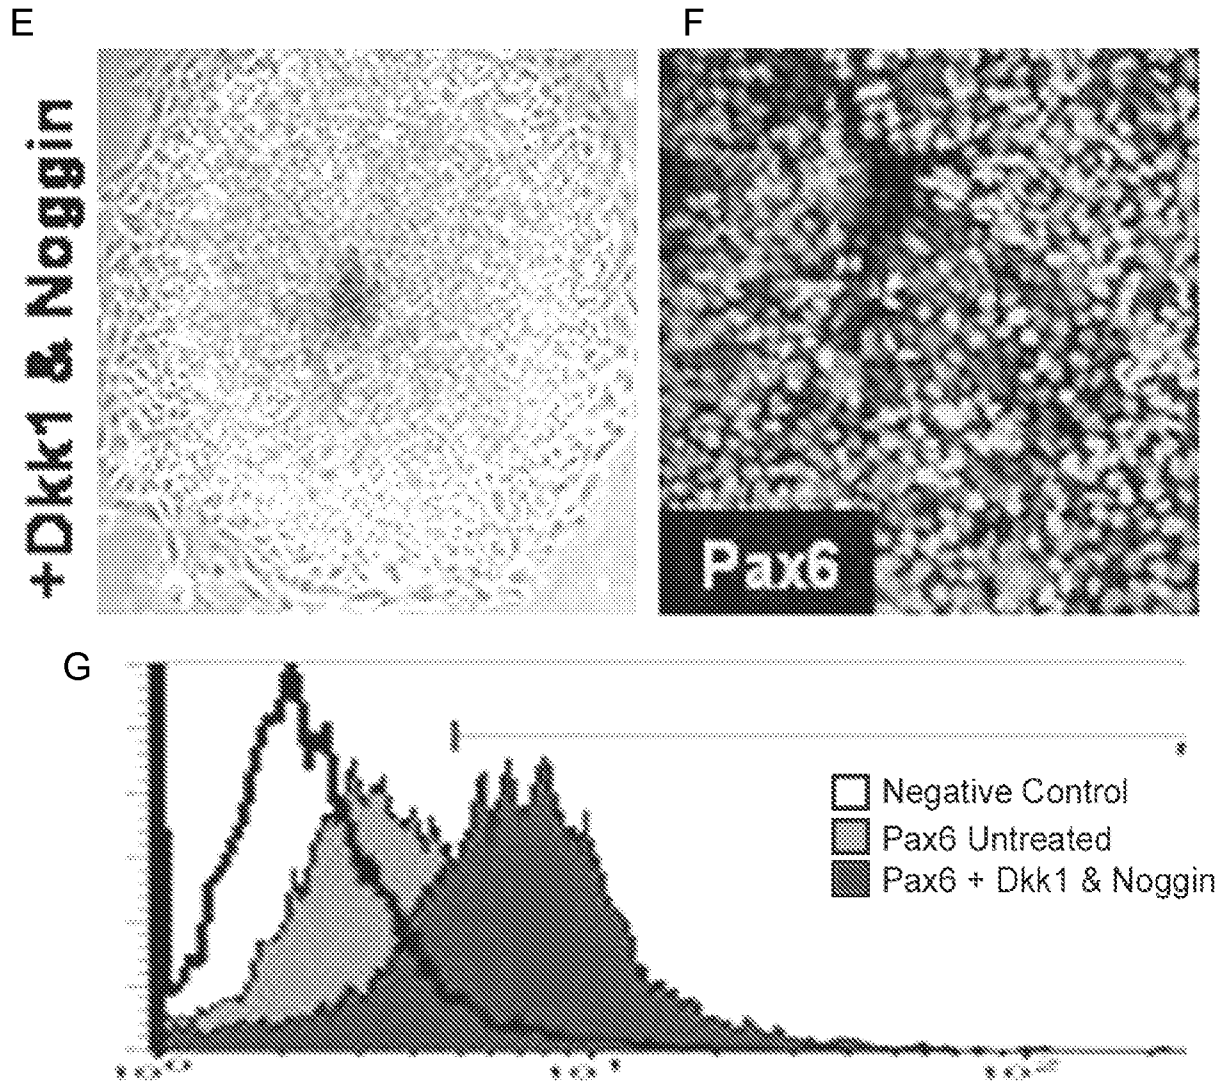 E
F
+Dkk1 & Noggin
Pax6
G
Negative Control
Pax6 Untreated
Pax6 + Dkk1 & Noggin